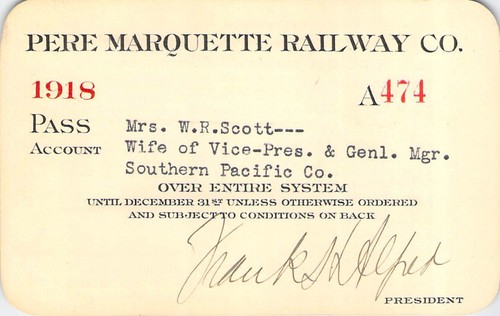 PERE MARQUETTE RAILWAY CO.
1918 A474
PASS Mrs. W.R.Scott---
ACCOUNT Wife of Vice-Pres. & Genl. Mgr.
Southern Pacific Co.
OVER ENTIRE SYSTEM
UNTIL DECEMBER 31ST UNLESS OTHERWISE ORDERED
AND SUBJECT TO CONDITIONS ON BACK
Frank H Alfred
PRESIDENT